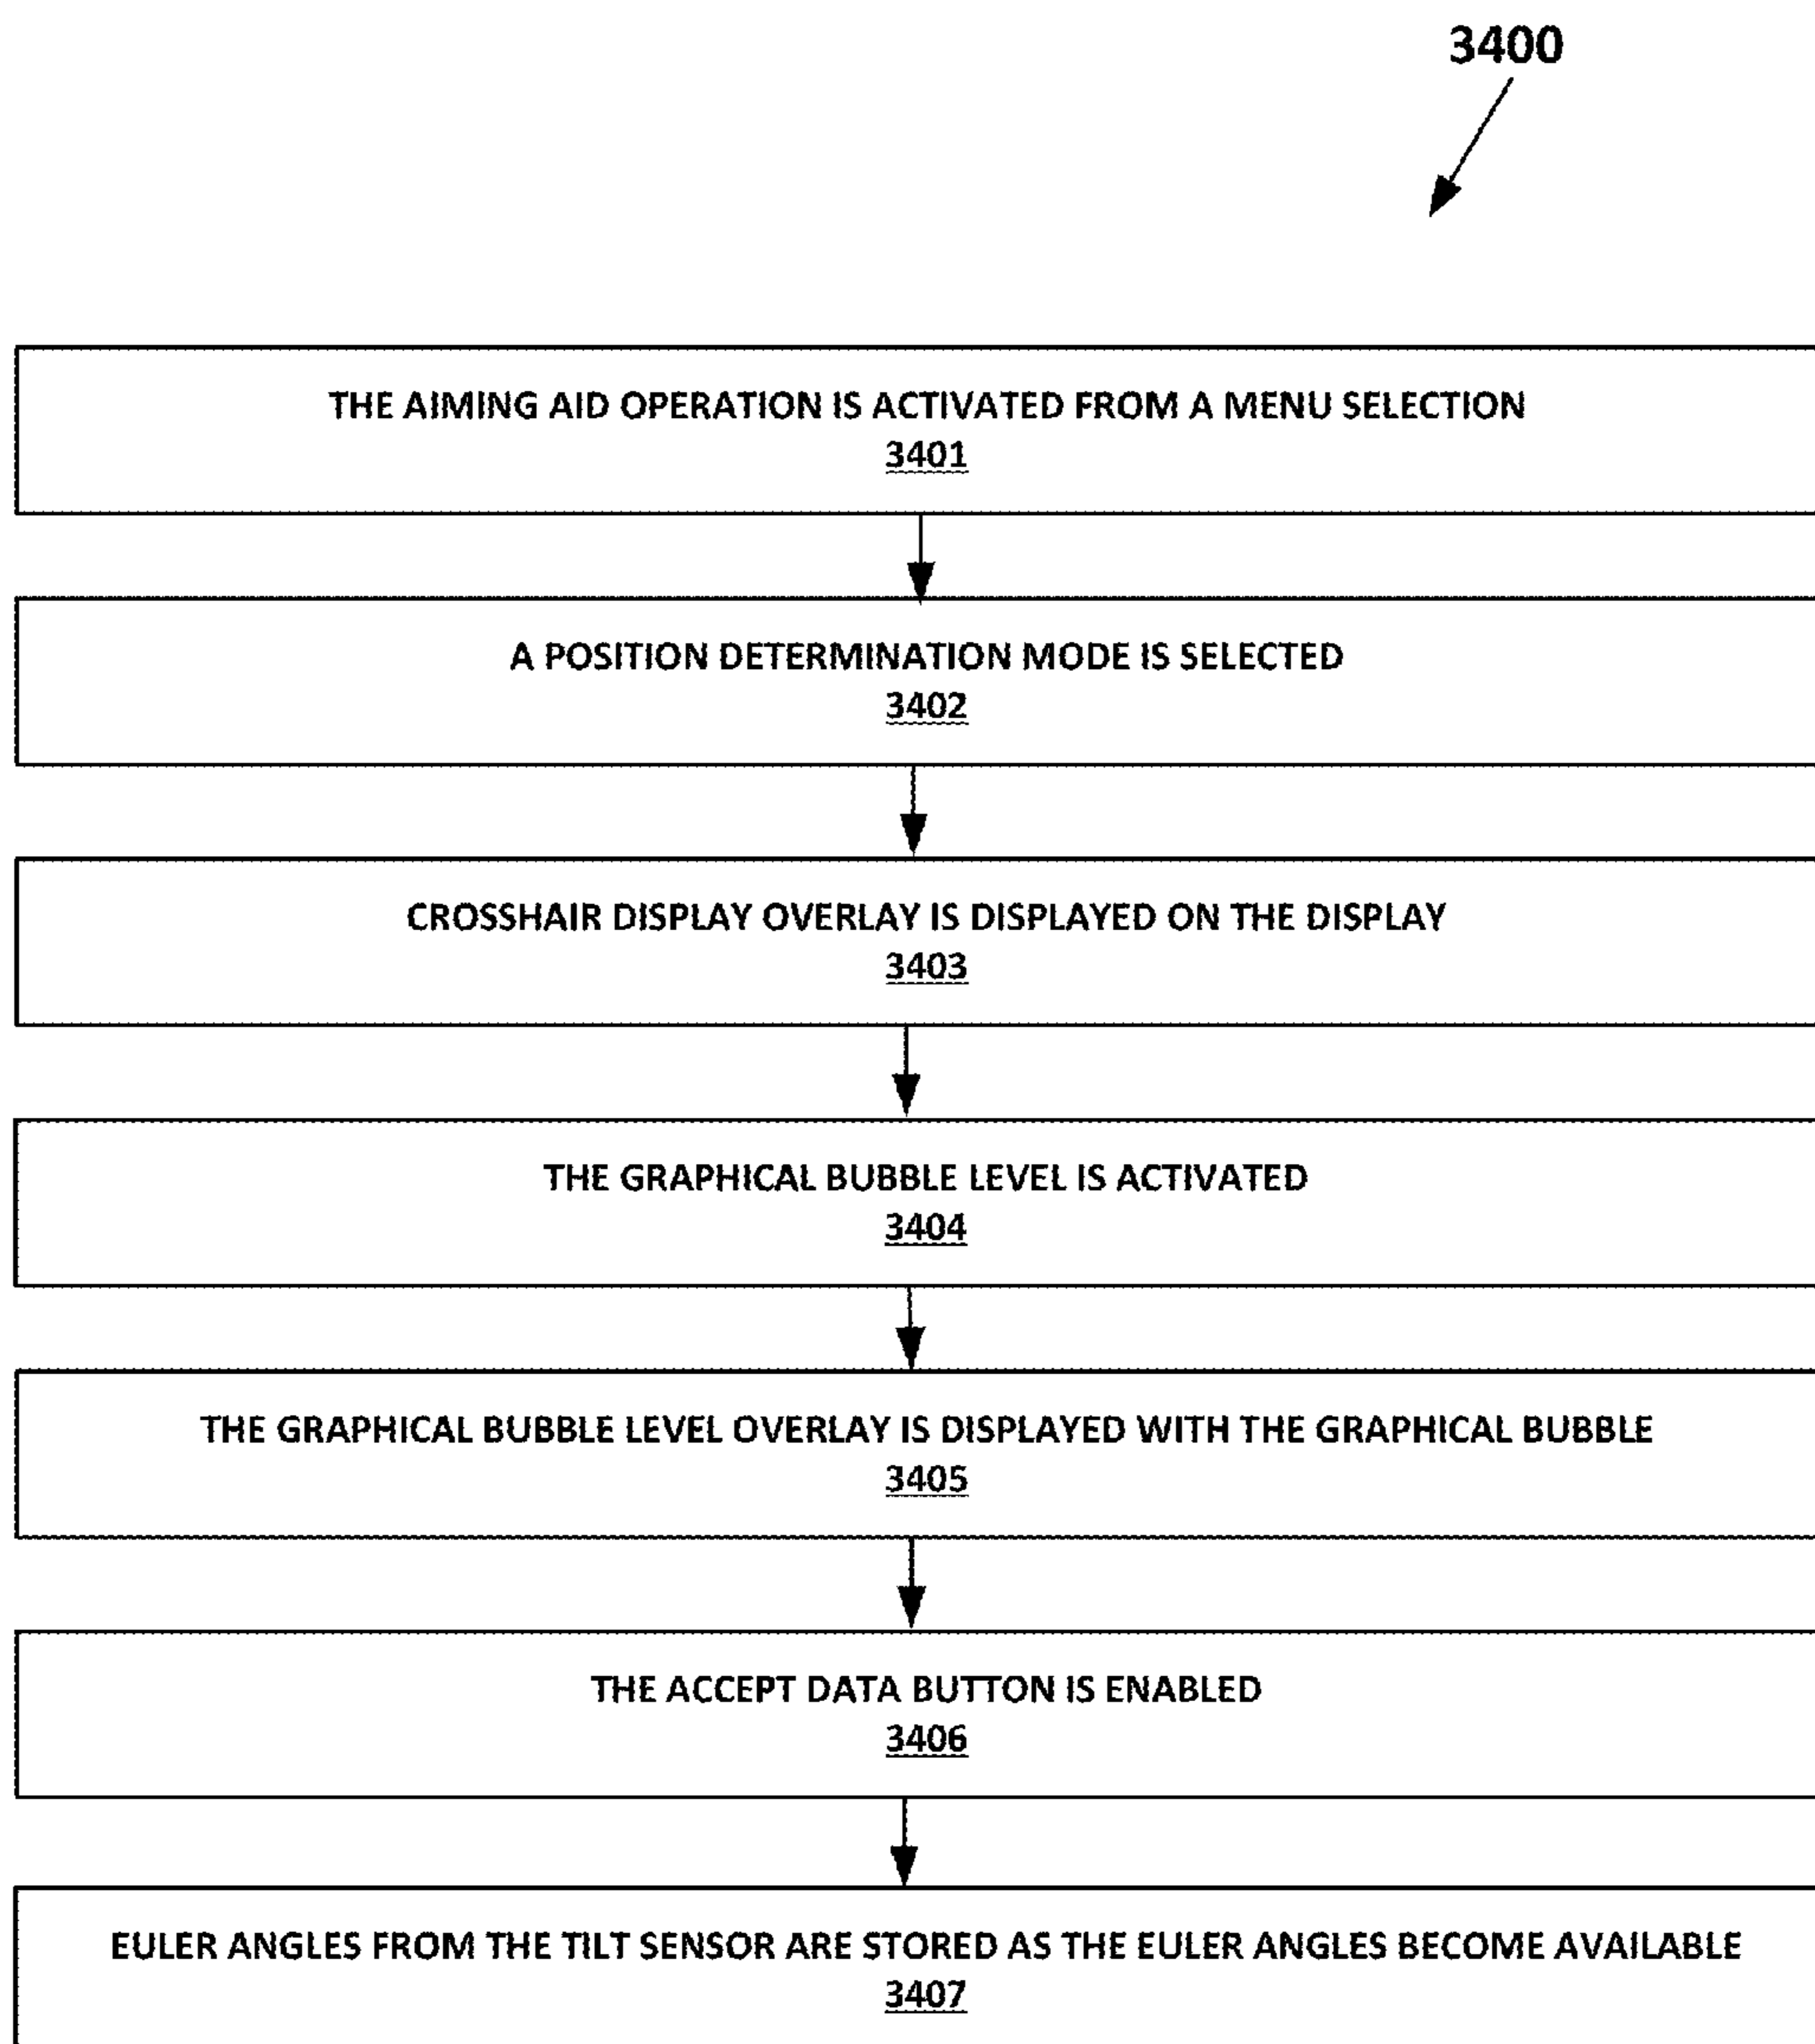 3400
THE AIMING AID OPERATION IS ACTIVATED FROM A MENU SELECTION
3401
A POSITION DETERMINATION MODE IS SELECTED
3402
CROSSHAIR DISPLAY OVERLAY IS DISPLAYED ON THE DISPLAY
3403
THE GRAPHICAL BUBBLE LEVEL IS ACTIVATED
3404
THE GRAPHICAL BUBBLE LEVEL OVERLAY IS DISPLAYED WITH THE GRAPHICAL BUBBLE
3405
THE ACCEPT DATA BUTTON IS ENABLED
3406
EULER ANGLES FROM THE TILT SENSOR ARE STORED AS THE EULER ANGLES BECOME AVAILABLE
3407